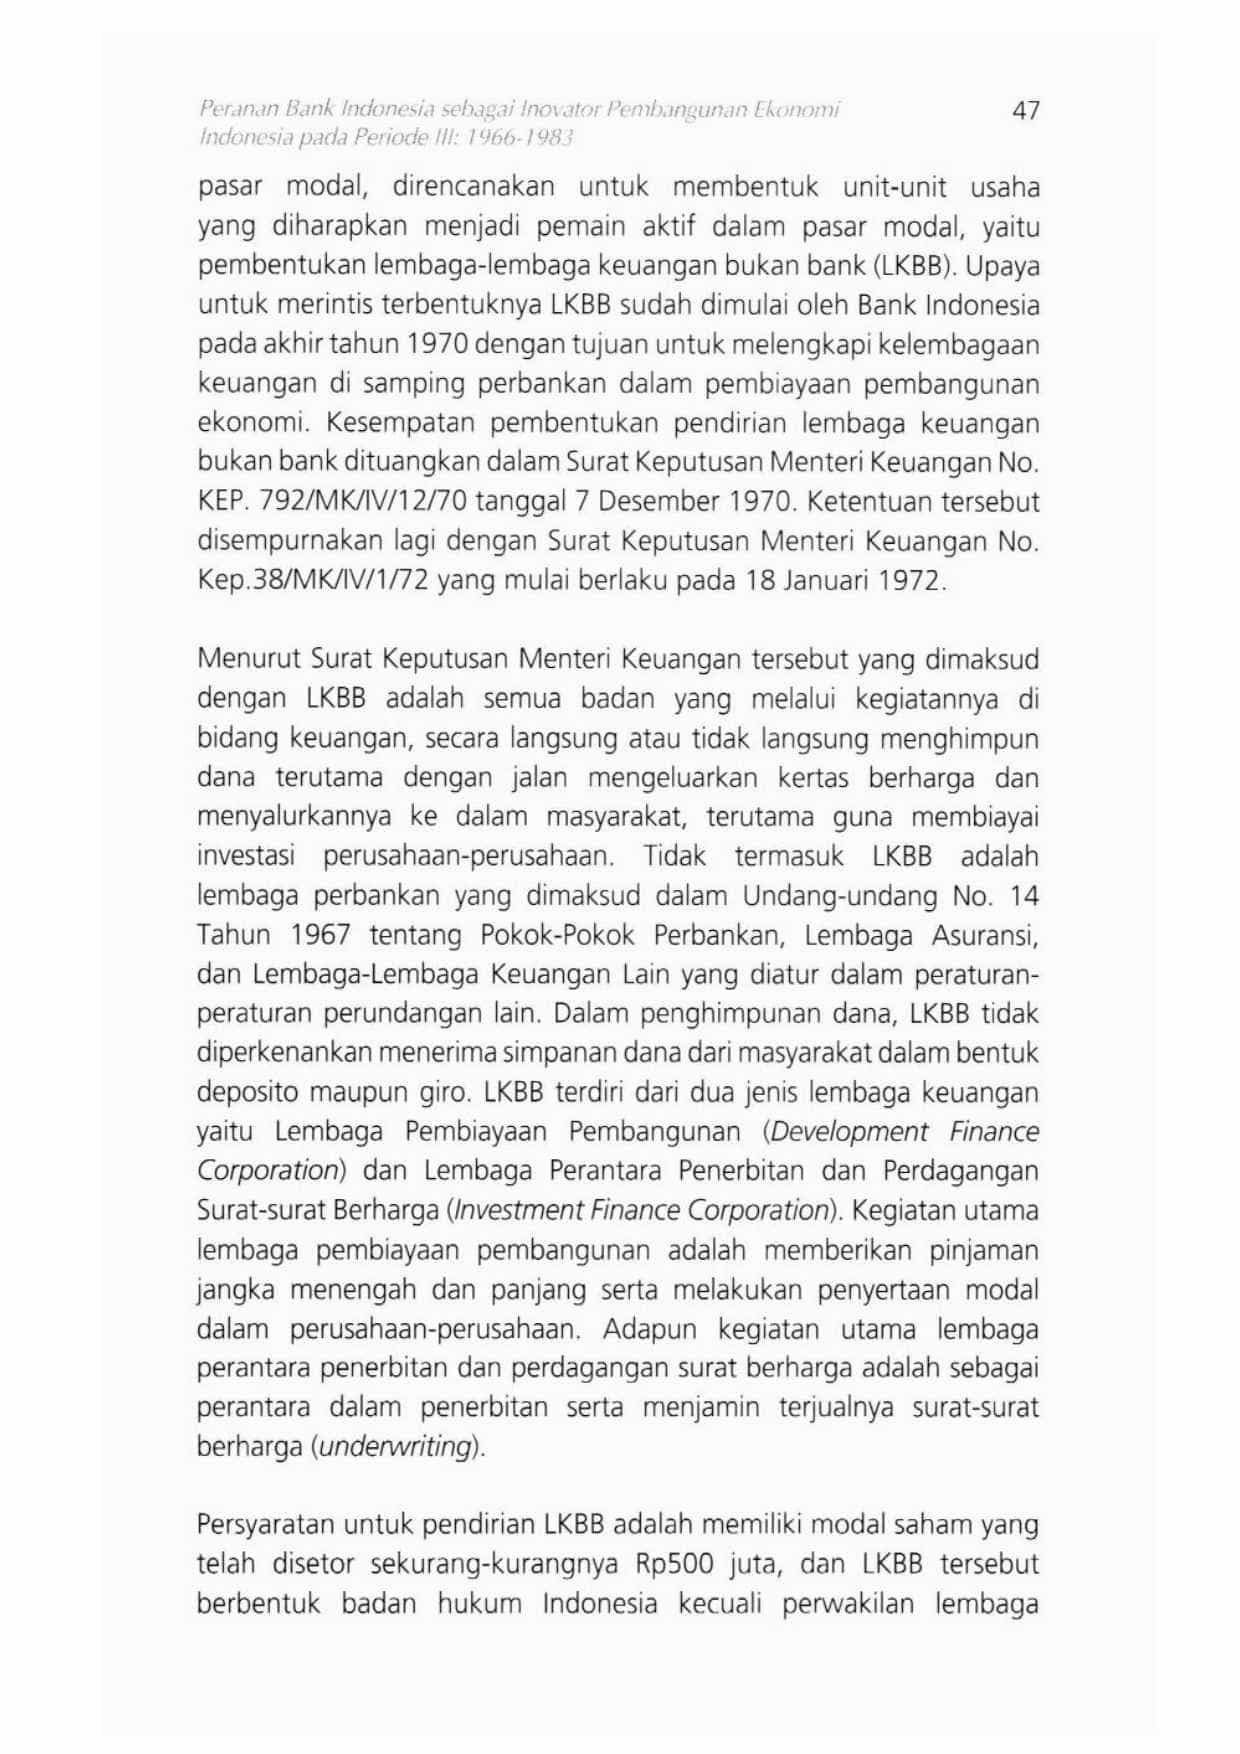 Peranan Bank Indonesia sebagai Inovator Pembangunan Ekonomi
Indonesia pada Periode III: 1966-1983
47
pasar modal, direncanakan untuk membentuk unit-unit usaha
yang diharapkan menjadi pemain aktif dalam pasar modal, yaitu
pembentukan lembaga-lembaga keuangan bukan bank (LKBB). Upaya
untuk merintis terbentuknya LKBB sudah dimulai oleh Bank Indonesia
pada akhir tahun 1970 dengan tujuan untuk melengkapi kelembagaan
keuangan di samping perbankan dalam pembiayaan pembangunan
ekonomi. Kesempatan pembentukan pendirian lembaga keuangan
bukan bank dituangkan dalam Surat Keputusan Menteri Keuangan No.
KEP. 792/MK/IV/12/70 tanggal 7 Desember 1970. Ketentuan tersebut
disempurnakan lagi dengan Surat Keputusan Menteri Keuangan No.
Kep.38/MK/IV/1/72 yang mulai berlaku pada 18 Januari 1972.
Menurut Surat Keputusan Menteri Keuangan tersebut yang dimaksud
dengan LKBB adalah semua badan yang melalui kegiatannya di
bidang keuangan, secara langsung atau tidak langsung menghimpun
dana terutama dengan jalan mengeluarkan kertas berharga dan
menyalurkannya ke dalam masyarakat, terutama guna membiayai
investasi perusahaan-perusahaan. Tidak termasuk LKBB adalah
lembaga perbankan yang dimaksud dalam Undang-undang No. 14
Tahun 1967 tentang Pokok-Pokok Perbankan, Lembaga Asuransi,
dan Lembaga-Lembaga Keuangan Lain yang diatur dalam peraturan-
peraturan perundangan lain. Dalam penghimpunan dana, LKBB tidak
diperkenankan menerima simpanan dana dari masyarakat dalam bentuk
deposito maupun giro. LKBB terdiri dari dua jenis lembaga keuangan
yaitu Lembaga Pembiayaan Pembangunan (Development Finance
Corporation) dan Lembaga Perantara Penerbitan dan Perdagangan
Surat-surat Berharga (Investment Finance Corporation). Kegiatan utama
lembaga pembiayaan pembangunan adalah memberikan pinjaman
jangka menengah dan panjang serta melakukan penyertaan modal
dalam perusahaan-perusahaan. Adapun kegiatan utama lembaga
perantara penerbitan dan perdagangan surat berharga adalah sebagai
perantara dalam penerbitan serta menjamin terjualnya surat-surat
berharga (underwriting).
Persyaratan untuk pendirian LKBB adalah memiliki modal saham yang
telah disetor sekurang-kurangnya Rp500 juta, dan LKBB tersebut
berbentuk badan hukum Indonesia kecuali perwakilan lembaga